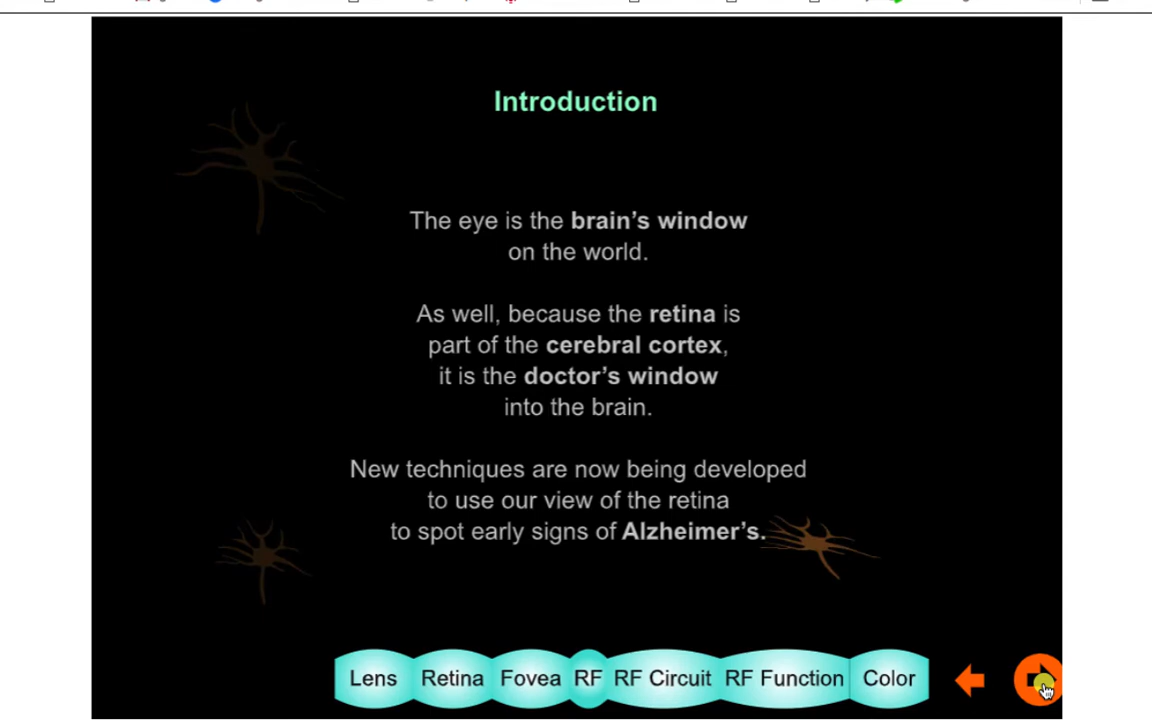 Introduction
The eye is the brain’s window
on the world.
As well, because the retina is
part of the cerebral cortex,
it is the doctor’s window
into the brain.
New techniques are now being developed
to use our view of the retina
to spot early signs of Alzheimer’s.
Lens Retina Fovea RF RF Circuit RF Function Color